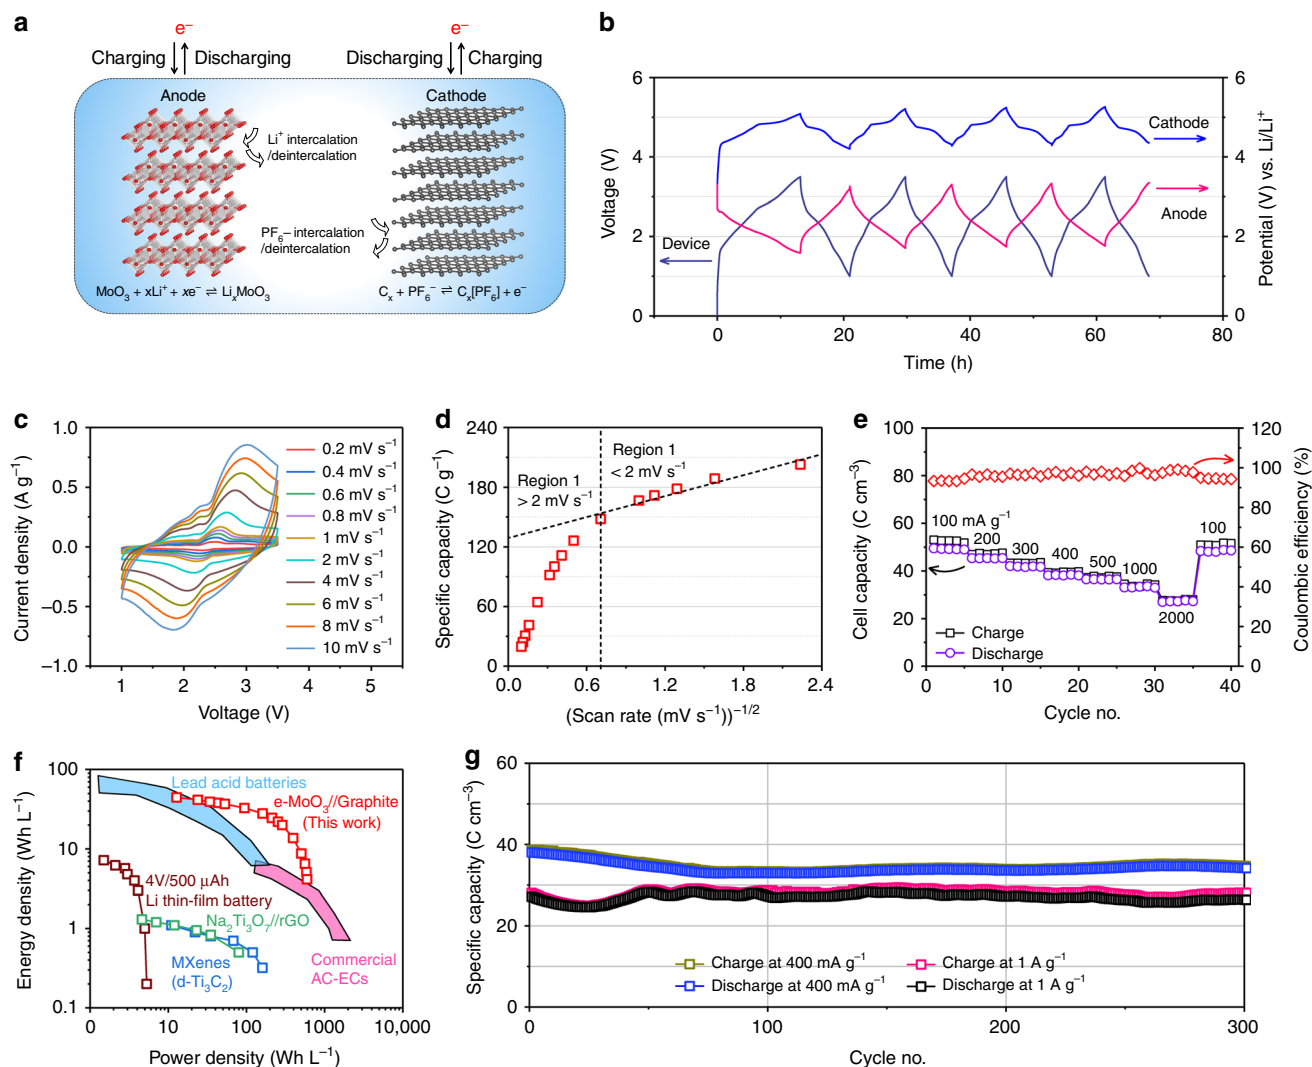 a
e⁻
e⁻
Charging
Discharging
Discharging
Charging
Anode
Cathode
Li⁺ intercalation
/deintercalation
PF₆– intercalation
/deintercalation
MoO₃ + xLi⁺ + xe⁻ ⇌ LiₓMoO₃
Cₓ + PF₆⁻ ⇌ Cₓ[PF₆] + e⁻
b
6
4
2
0
Voltage (V)
6
4
2
0
Potential (V) vs. Li/Li⁺
Cathode
Anode
Device
0
20
40
60
80
Time (h)
c
1.0
0.5
0.0
–0.5
–1.0
Current density (A g⁻¹)
0.2 mV s⁻¹
0.4 mV s⁻¹
0.6 mV s⁻¹
0.8 mV s⁻¹
1 mV s⁻¹
2 mV s⁻¹
4 mV s⁻¹
6 mV s⁻¹
8 mV s⁻¹
10 mV s⁻¹
1
2
3
4
5
Voltage (V)
d
240
180
120
60
0
Specific capacity (C g⁻¹)
Region 1
< 2 mV s⁻¹
Region 1
> 2 mV s⁻¹
0.0
0.6
1.2
1.8
2.4
(Scan rate (mV s⁻¹))⁻¹ᐟ²
e
100
80
60
40
20
0
Cell capacity (C cm⁻³)
120
100
80
60
40
20
0
Coulombic efficiency (%)
100 mA g⁻¹
200
300
400
500
1000
2000
100
Charge
Discharge
0
10
20
30
40
Cycle no.
f
100
10
1
0.1
Energy density (Wh L⁻¹)
Lead acid batteries
e-MoO₃//Graphite
(This work)
4V/500 μAh
Li thin-film battery
Na₂Ti₃O₇//rGO
MXenes
(d-Ti₃C₂)
Commercial
AC-ECs
0
10
100
1000
10,000
Power density (Wh L⁻¹)
g
60
40
20
0
Specific capacity (C cm⁻³)
Charge at 400 mA g⁻¹
Charge at 1 A g⁻¹
Discharge at 400 mA g⁻¹
Discharge at 1 A g⁻¹
0
100
200
300
Cycle no.